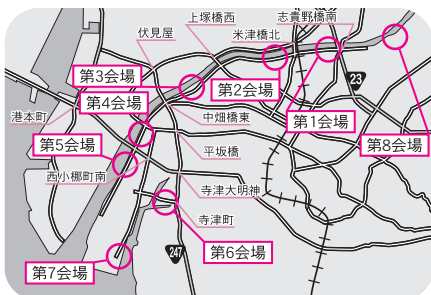 上塚橋西
志貴野橋南
伏見屋
米津橋北
第3会場
第4会場
第2会場
23
第1会場
港本町
中畑橋東
第8会場
第5会場
平坂橋
西小梛町南
寺津大明神
寺津町
247
第6会場
第7会場